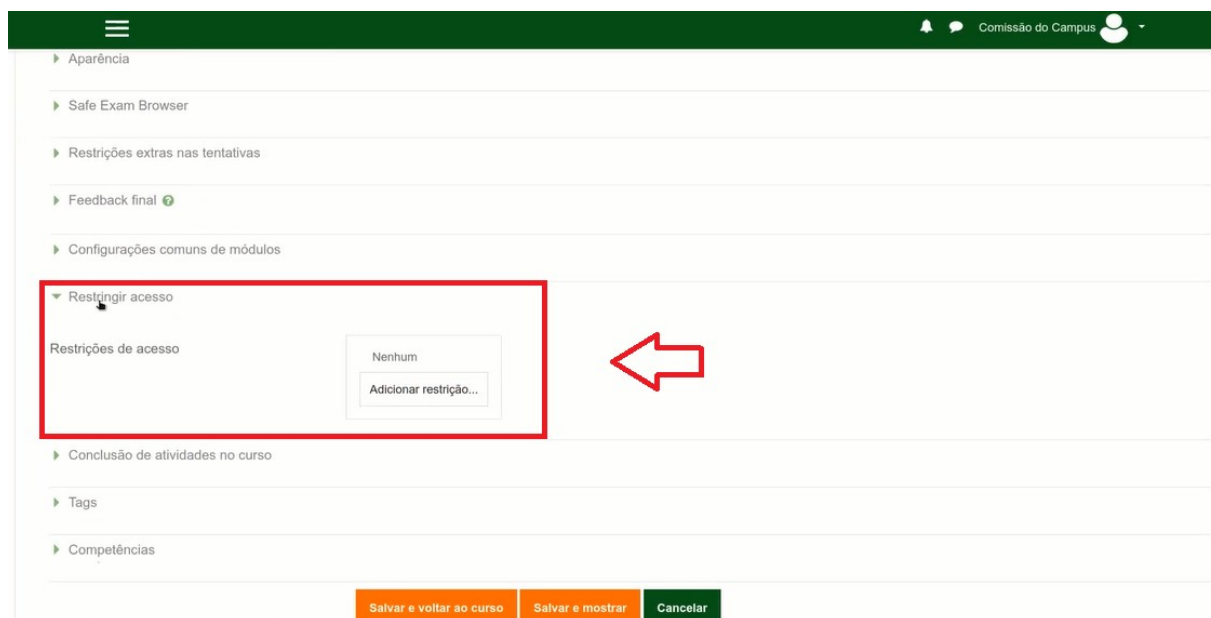 Comissão do Campus
Aparência
Safe Exam Browser
Restrições extras nas tentativas
Feedback final
Configurações comuns de módulos
Restringir acesso
Restrições de acesso
Nenhum
Adicionar restrição...
Conclusão de atividades no curso
Tags
Competências
Salvar e voltar ao curso Salvar e mostrar Cancelar